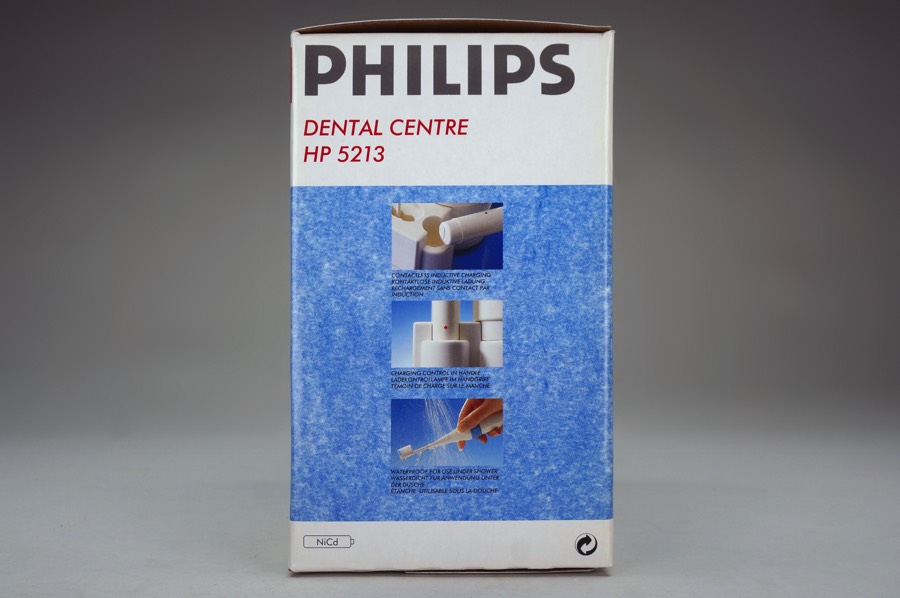 PHILIPS
DENTAL CENTRE
HP 5213
CONTACTLESS INDUCTIVE CHARGING
KONTAKTLOSE INDUKTIVE LADUNG
RECHARGEMENT SANS CONTACT PAR
INDUCTION
CHARGING CONTROL IN HANDLE
LADEKONTROLLAMPE IM HANDGRIFF
TÉMOIN DE CHARGE SUR LE MANCHE
WATERPROOF FOR USE UNDER SHOWER
WASSERDICHT FÜR ANWENDUNG UNTER
DER DUSCHE
ÉTANCHE: UTILISABLE SOUS LA DOUCHE
NiCd